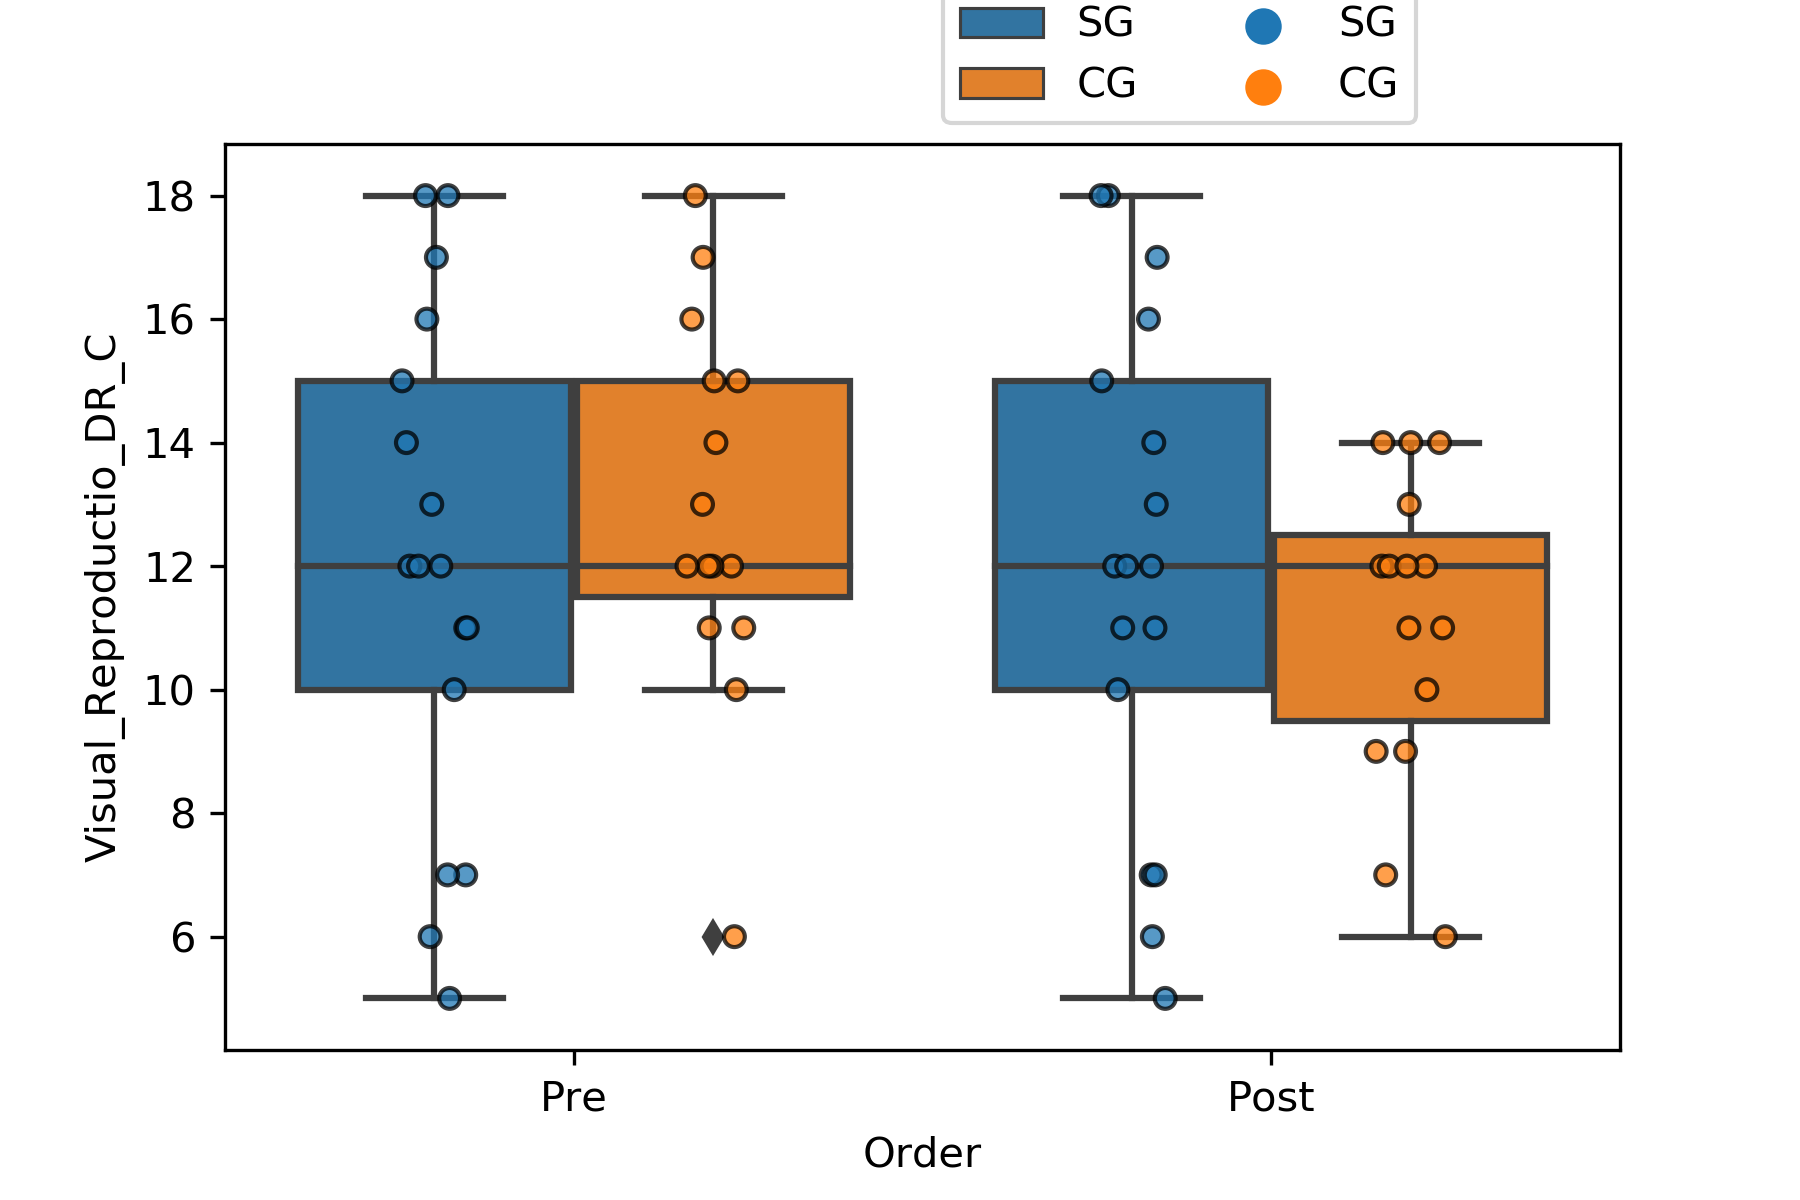 SG SG
CG CG
Visual_Reproductio_DR_C
18
16
14
12
10
8
6
Pre Post
Order